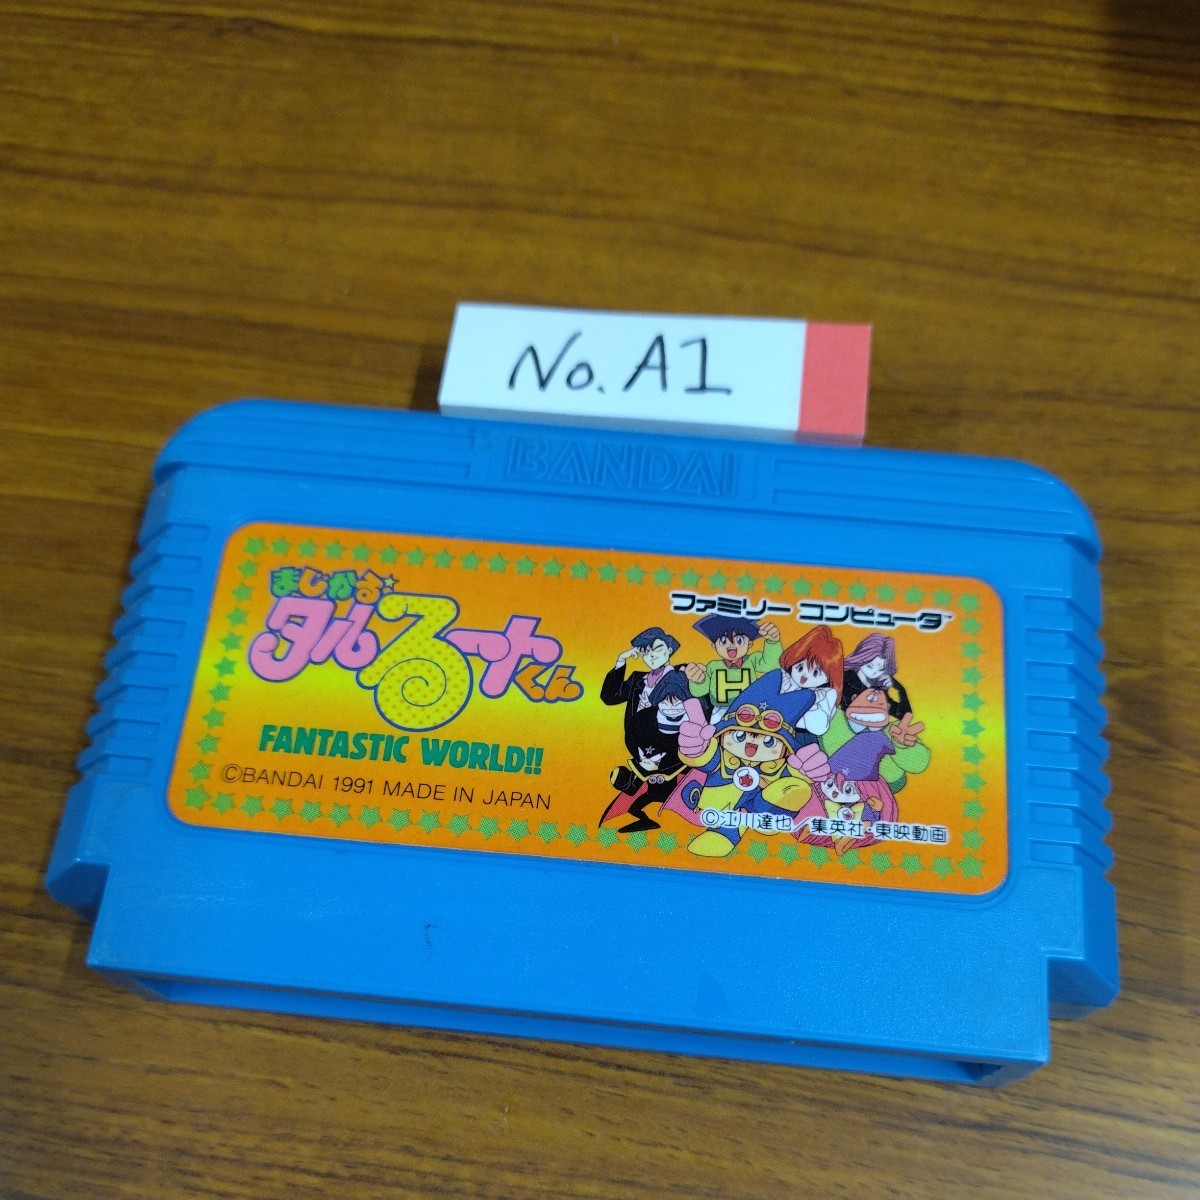 No. A1
BANDAI
まじかる☆
タルるートくん
FANTASTIC WORLD!!
©BANDAI 1991 MADE IN JAPAN
ファミリー コンピュータ™
H
©江川達也／集英社・東映動画